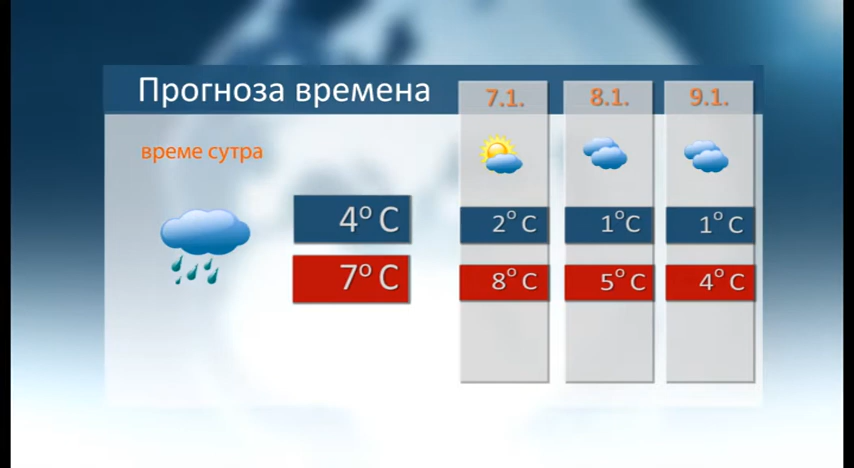 Прогноза времена
време сутра
4° C
7° C
7.1.
2° C
8° C
8.1.
1°C
5° C
9.1.
1° C
4° C